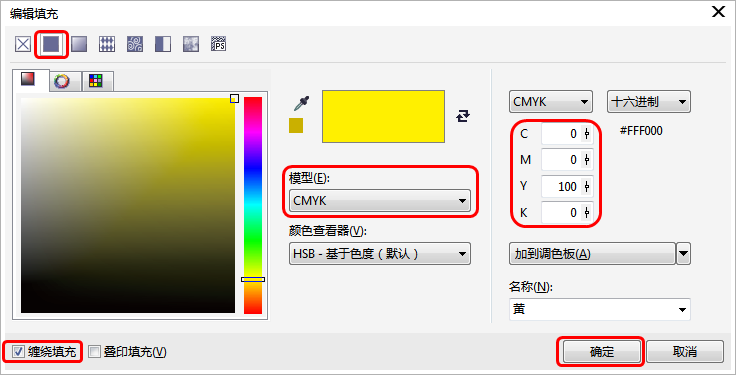 编辑填充
PS
CMYK
十六进制
C 0
#FFF000
M 0
Y 100
K 0
模型(E):
CMYK
颜色查看器(V):
HSB - 基于色度（默认）
加到调色板(A)
名称(N):
黄
缠绕填充
叠印填充(V)
确定
取消